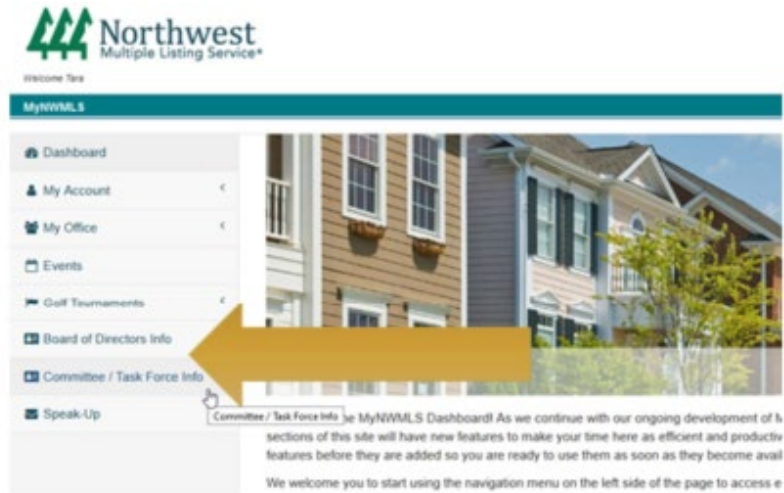 Northwest
Multiple Listing Service®
Welcome Tara
MyNWMLS
Dashboard
My Account
My Office
Events
Golf Tournaments
Board of Directors Info
Committee / Task Force Info
Speak-Up
Committee / Task Force Info
MyNWMLS Dashboard! As we continue with our ongoing development of
sections of this site will have new features to make your time here as efficient and
features before they are added so you are ready to use them as soon as they become
We welcome you to start using the navigation menu on the left side of the page to access